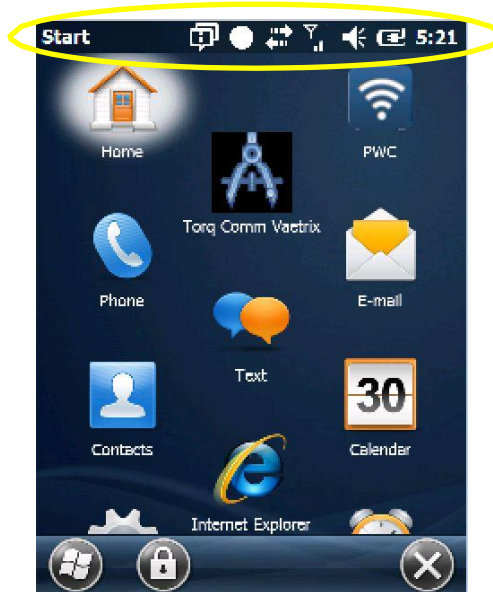 Start 5:21
Home
PWC
Torq Comm Vaetrix
Phone
E-mail
Text
30
Contacts
Calendar
Internet Explorer